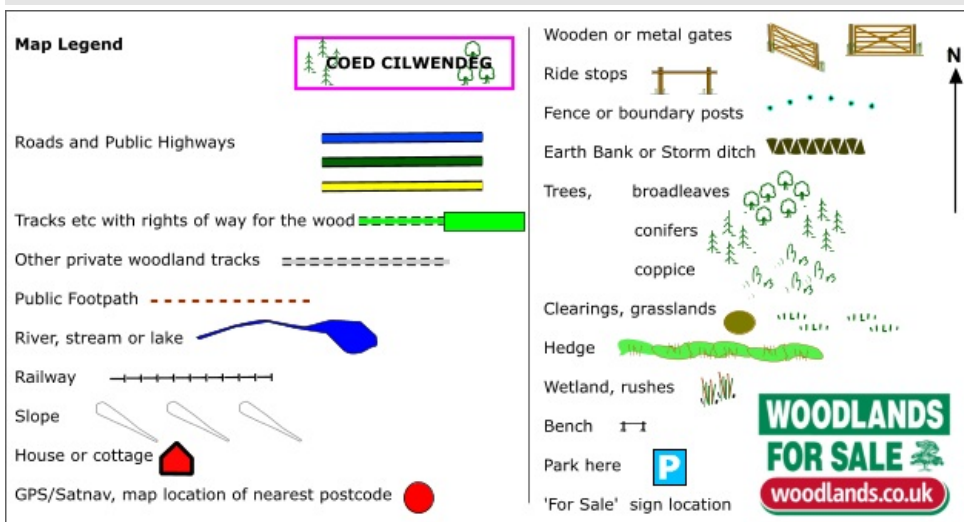 Map Legend
COED CILWENDEG
Roads and Public Highways
Tracks etc with rights of way for the wood
Other private woodland tracks
Public Footpath
River, stream or lake
Railway
Slope
House or cottage
GPS/Satnav, map location of nearest postcode
Wooden or metal gates
Ride stops
Fence or boundary posts
Earth Bank or Storm ditch
Trees, broadleaves
conifers
coppice
Clearings, grasslands
Hedge
Wetland, rushes
Bench
Park here P
'For Sale' sign location
N
WOODLANDS
FOR SALE
woodlands.co.uk